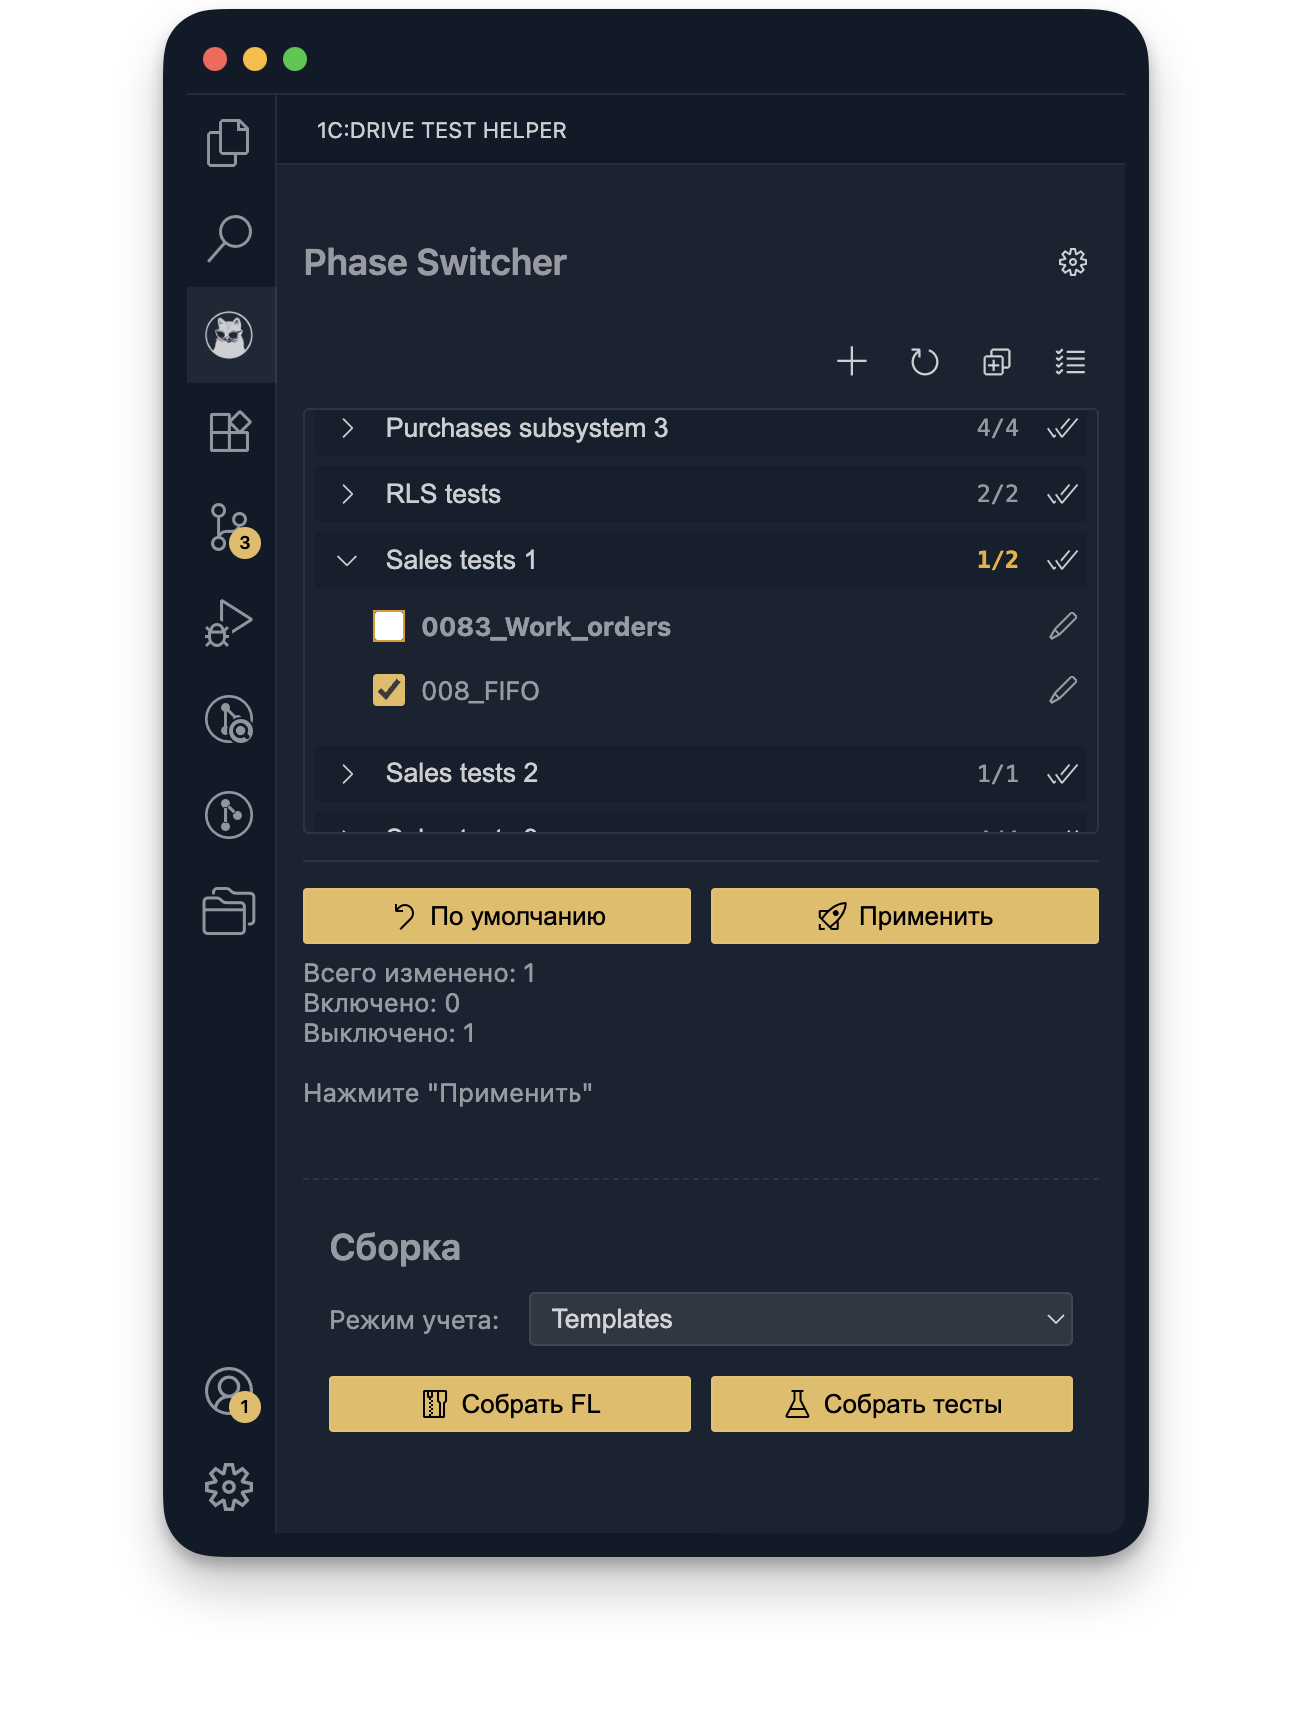 1C:DRIVE TEST HELPER
Phase Switcher
Purchases subsystem 3 4/4
RLS tests 2/2
Sales tests 1 1/2
3
0083_Work_orders
008_FIFO
Sales tests 2 1/1
По умолчанию Применить
Всего изменено: 1
Включено: 0
Выключено: 1
Нажмите "Применить"
Сборка
Режим учета: Templates
1
Собрать FL Собрать тесты